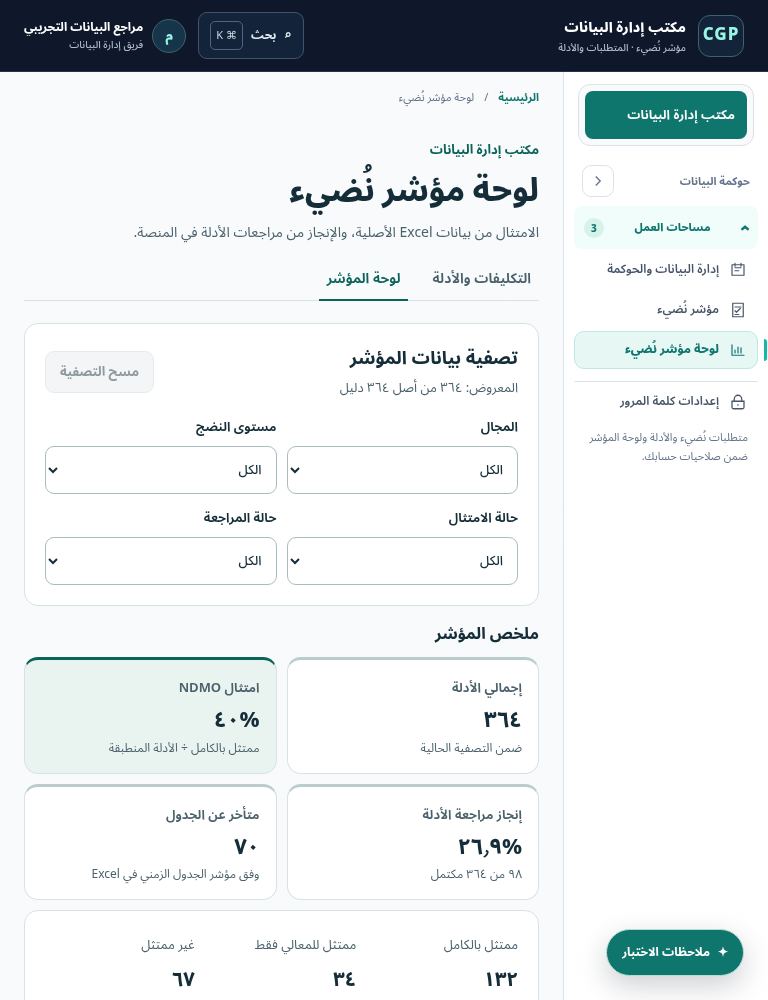 CGP
مكتب إدارة البيانات
مؤشر نُضيء · المتطلبات والأدلة
بحث
⌘ K
م
مراجع البيانات التجريبي
فريق إدارة البيانات
مكتب إدارة البيانات
حوكمة البيانات
مساحات العمل
3
إدارة البيانات والحوكمة
مؤشر نُضيء
لوحة مؤشر نُضيء
إعدادات كلمة المرور
متطلبات نُضيء والأدلة ولوحة المؤشر
ضمن صلاحيات حسابك.
ملاحظات الاختبار
الرئيسية / لوحة مؤشر نُضيء
مكتب إدارة البيانات
لوحة مؤشر نُضيء
الامتثال من بيانات Excel الأصلية، والإنجاز من مراجعات الأدلة في المنصة.
التكليفات والأدلة
لوحة المؤشر
تصفية بيانات المؤشر
المعروض: ٣٦٤ من أصل ٣٦٤ دليل
مسح التصفية
المجال
الكل
مستوى النضج
الكل
حالة الامتثال
الكل
حالة المراجعة
الكل
ملخص المؤشر
إجمالي الأدلة
٣٦٤
ضمن التصفية الحالية
امتثال NDMO
٤٠%
ممتثل بالكامل ÷ الأدلة المنطبقة
إنجاز مراجعة الأدلة
٢٦٫٩%
٩٨ من ٣٦٤ مكتمل
متأخر عن الجدول
٧٠
وفق مؤشر الجدول الزمني في Excel
ممتثل بالكامل
١٣٢
ممتثل للمعالي فقط
٣٤
غير ممتثل
٦٧